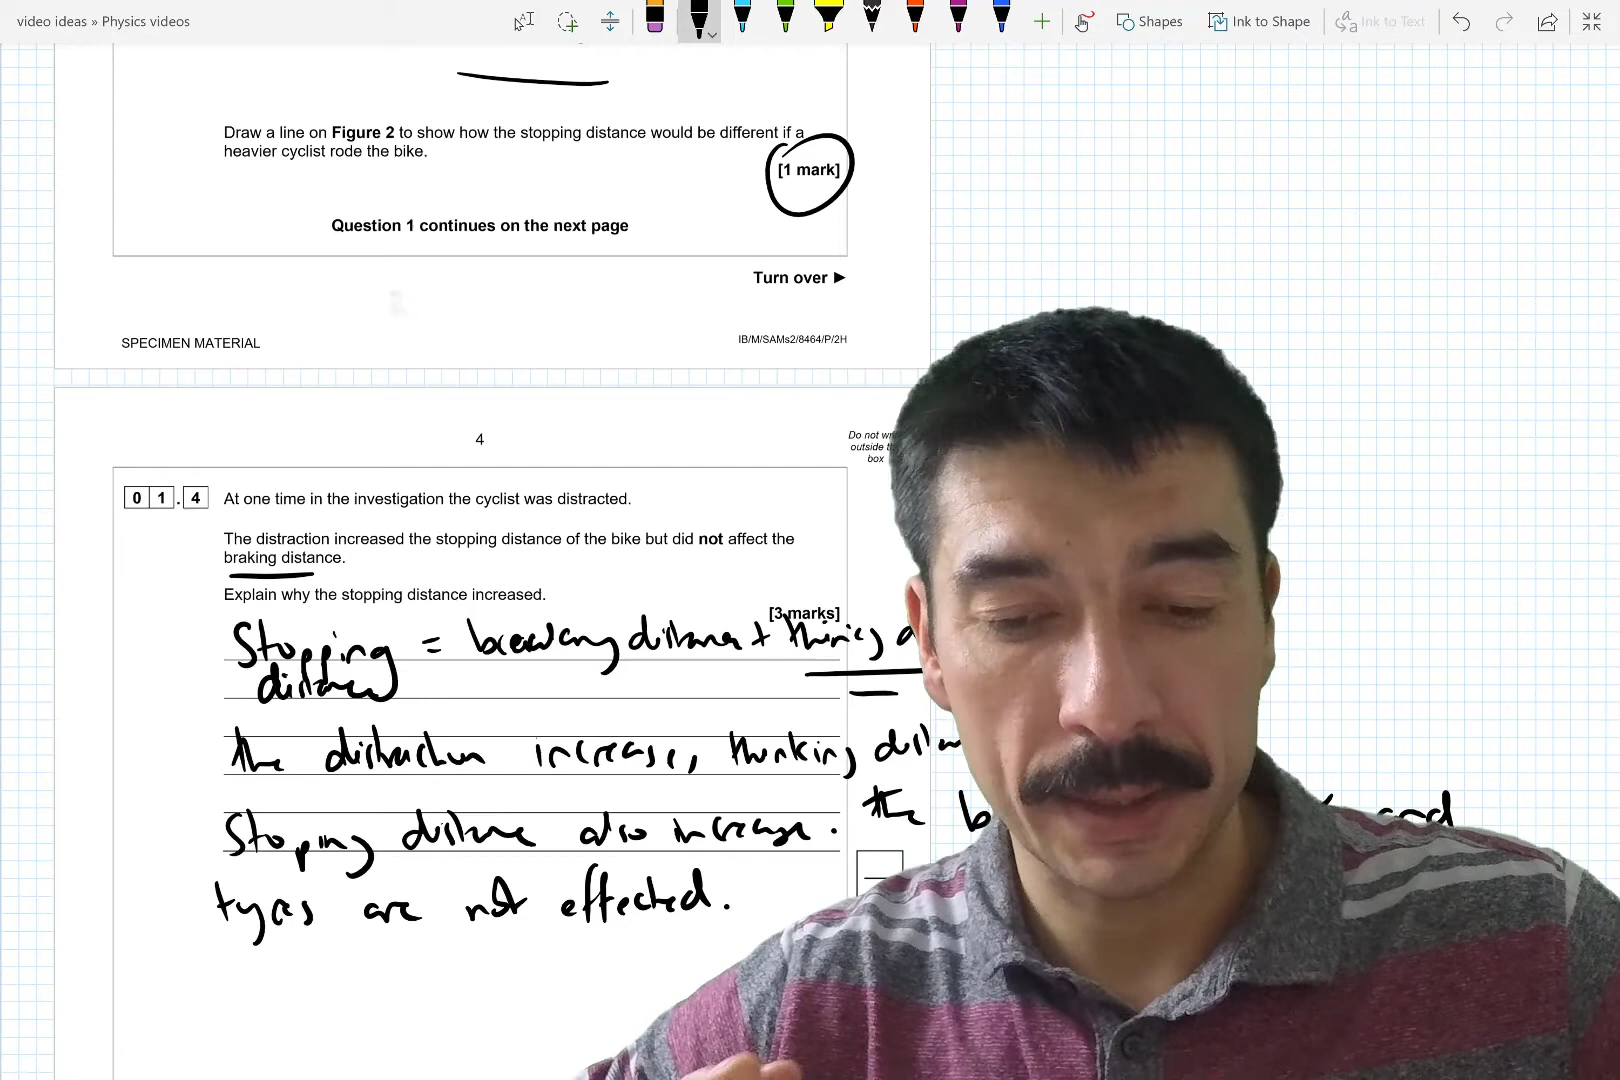 video ideas » Physics videos
Shapes
Ink to Shape
Ink to Text
Draw a line on Figure 2 to show how the stopping distance would be different if a
heavier cyclist rode the bike.
[1 mark]
Question 1 continues on the next page
Turn over ►
SPECIMEN MATERIAL
IB/M/SAMs2/8464/P/2H
4
Do not
outside
box
0 1 . 4 At one time in the investigation the cyclist was distracted.
The distraction increased the stopping distance of the bike but did not affect the
braking distance.
Explain why the stopping distance increased.
[3 marks]
Stopping = distance +
distance
the distraction increases, thinking
Stopping distance also increase. the and
are not effected.